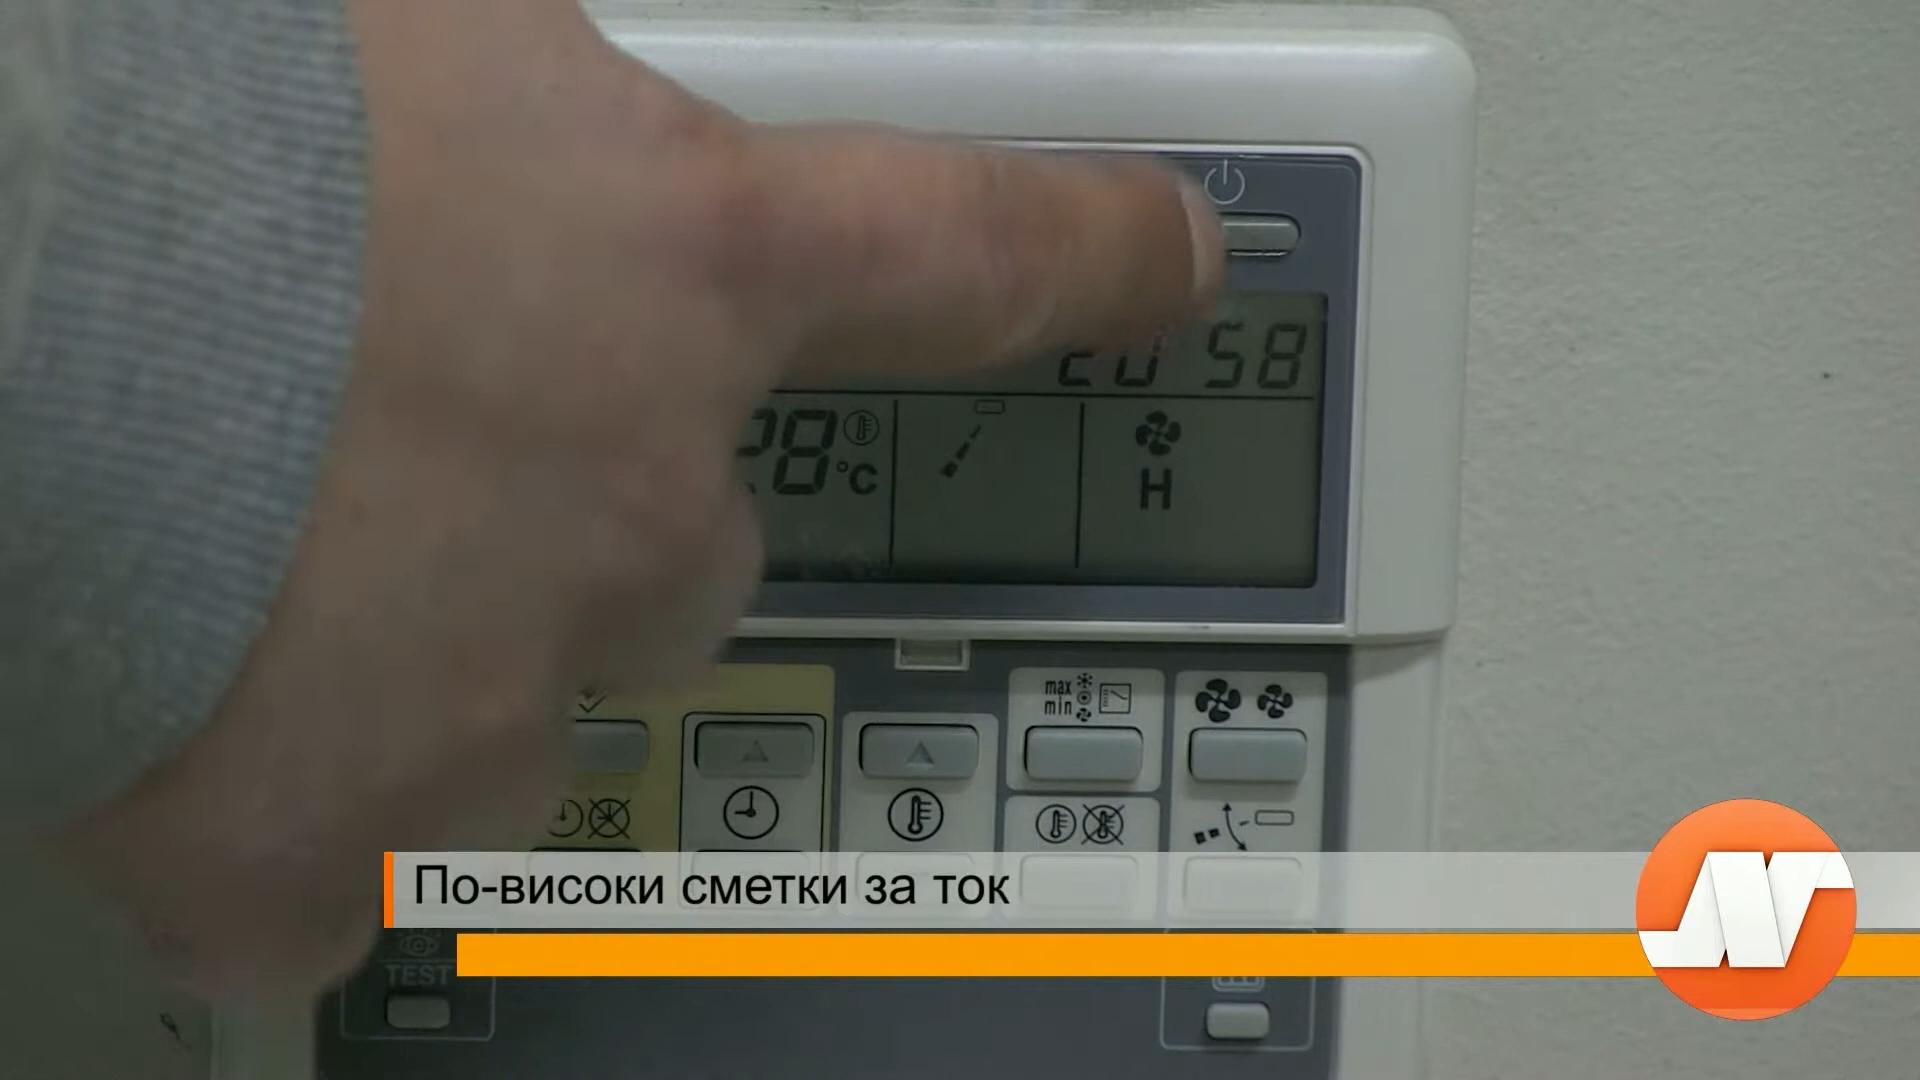 20 58
28 °C
H
max
min
По-високи сметки за ток
TEST